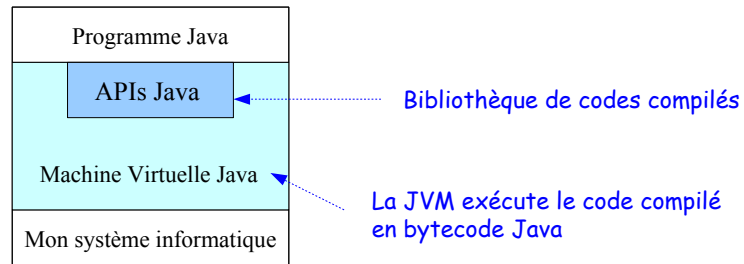 Programme Java
APIs Java
Bibliothèque de codes compilés
Machine Virtuelle Java
La JVM exécute le code compilé
en bytecode Java
Mon système informatique